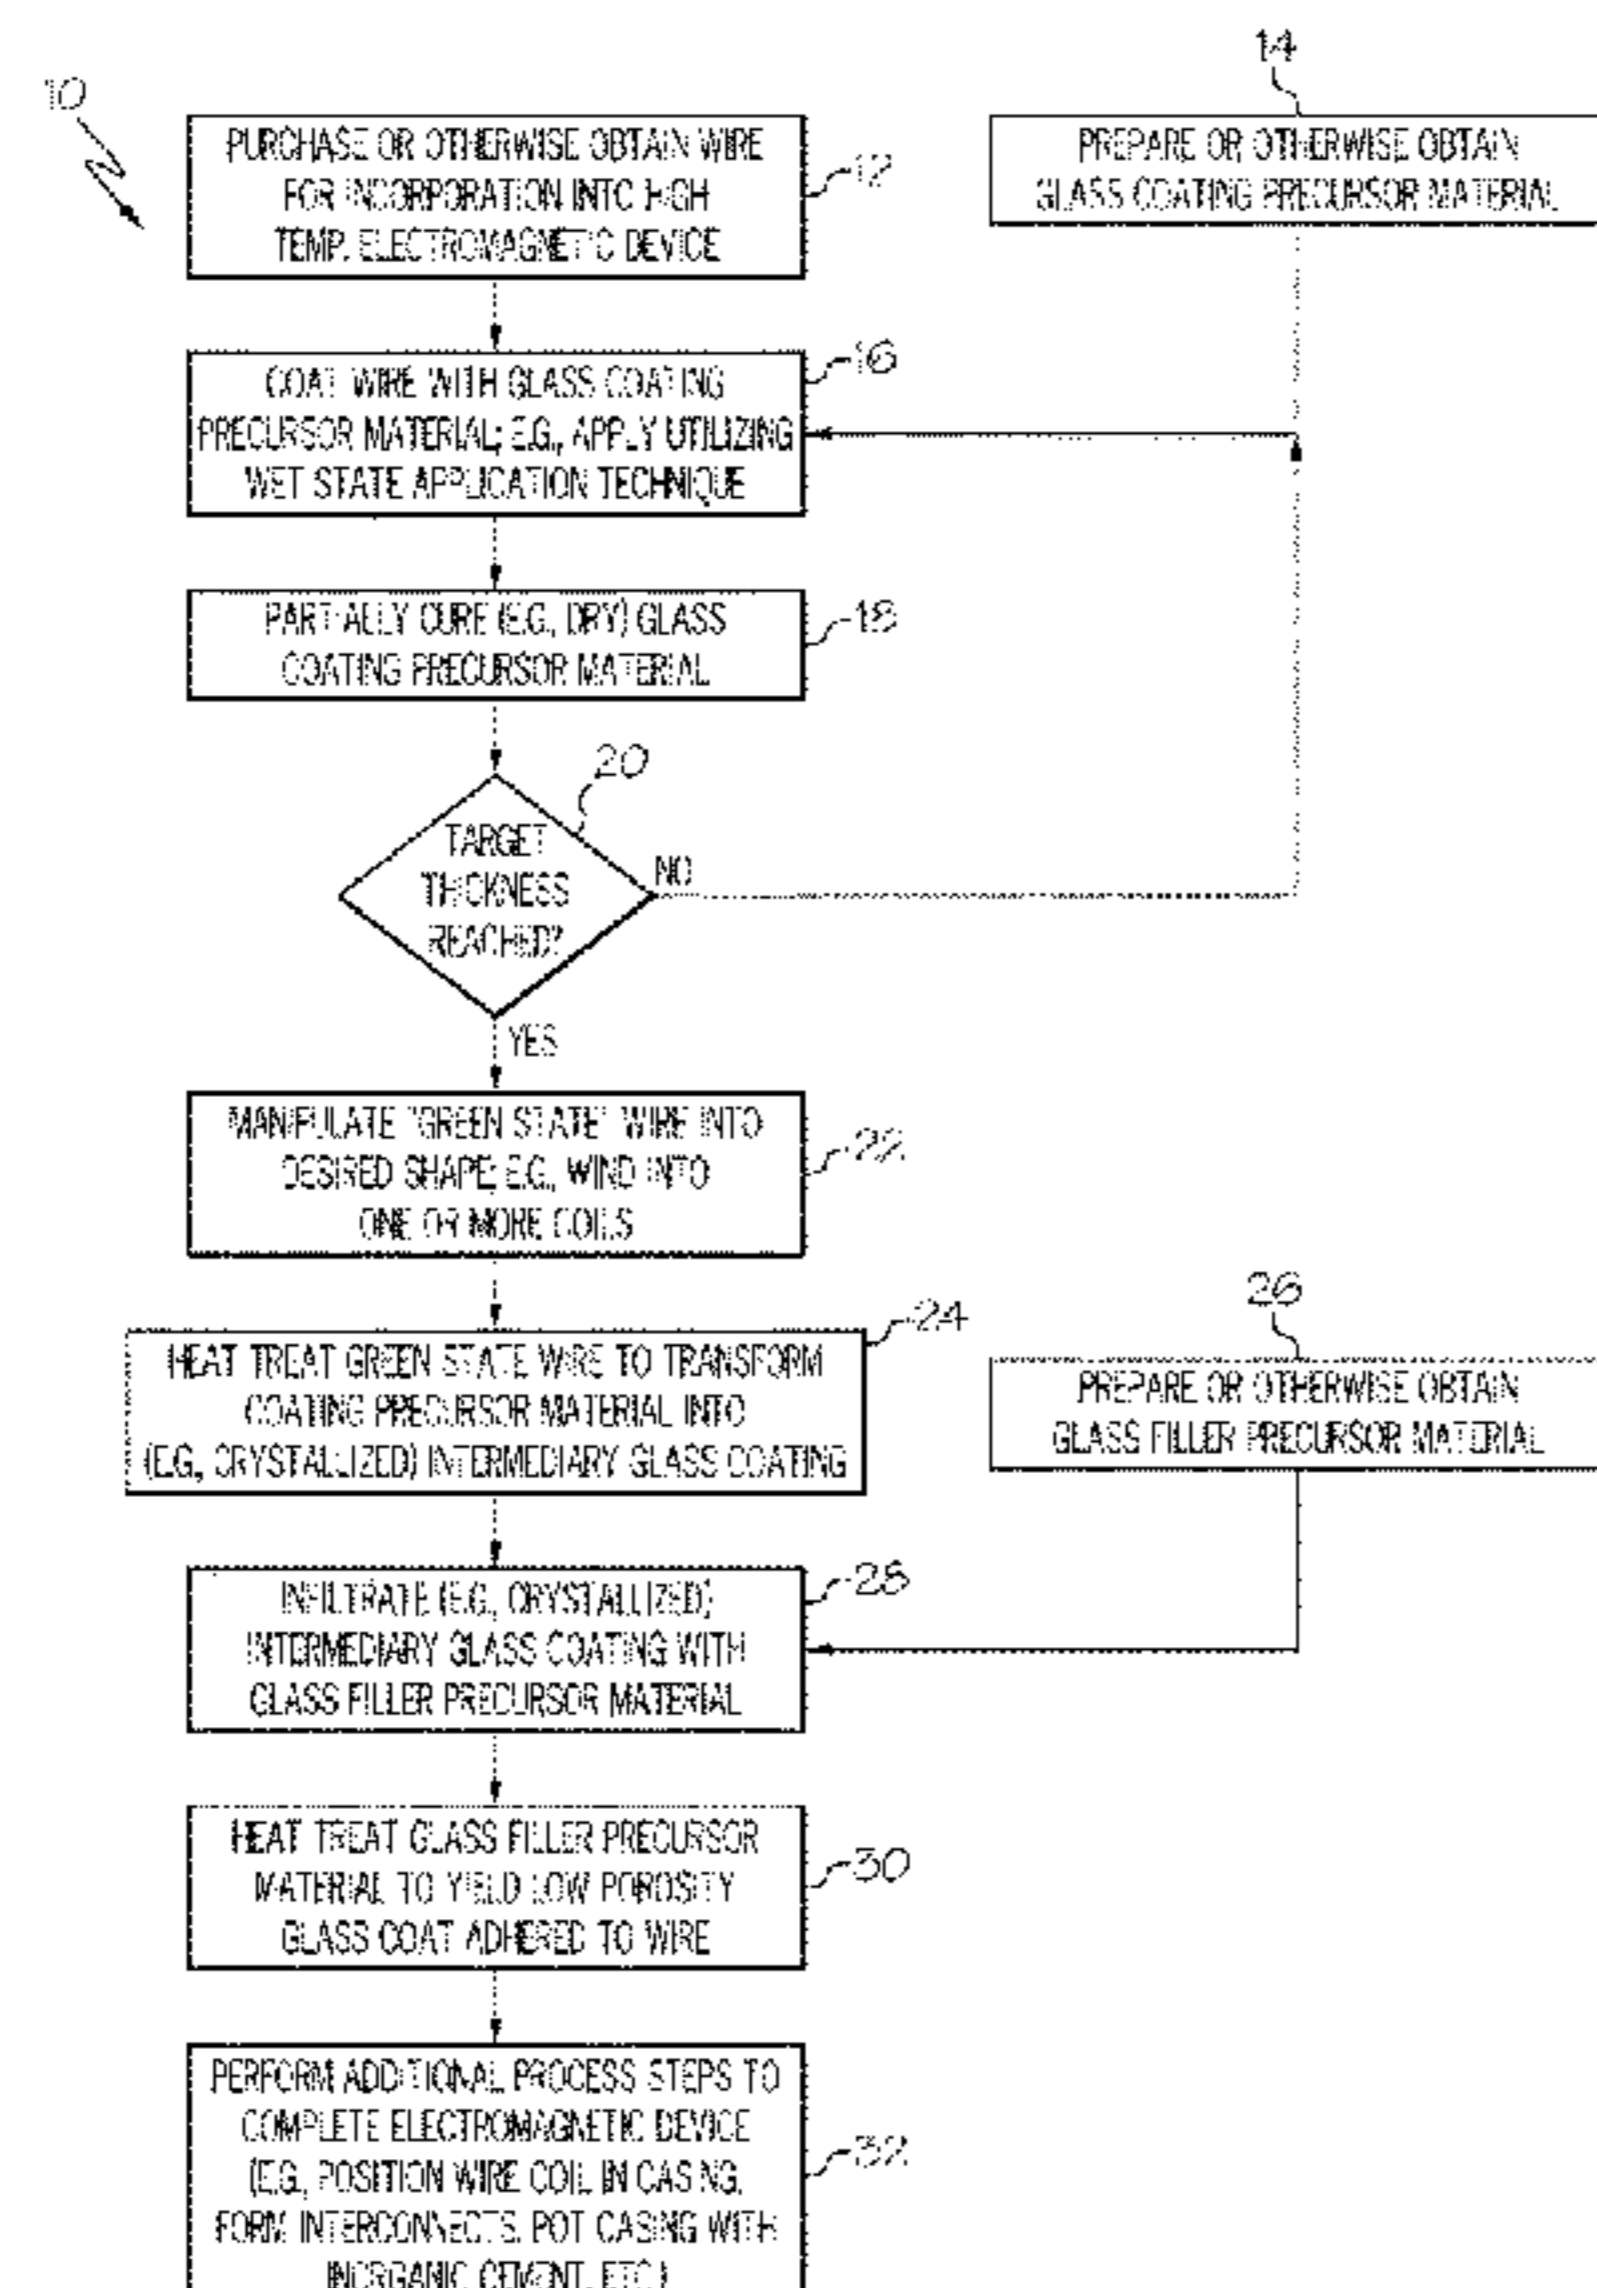 10
14
PURCHASE OR OTHERWISE OBTAIN WIRE
FOR INCORPORATION INTO HIGH
TEMP. ELECTROMAGNETIC DEVICE
12
PREPARE OR OTHERWISE OBTAIN
GLASS COATING PRECURSOR MATERIAL
COAT WIRE WITH GLASS COATING
PRECURSOR MATERIAL; E.G., APPLY UTILIZING
WET STATE APPLICATION TECHNIQUE
16
PARTIALLY CURE (E.G., DRY) GLASS
COATING PRECURSOR MATERIAL
18
20
TARGET
THICKNESS
REACHED?
NO
YES
MANIPULATE "GREEN STATE" WIRE INTO
DESIRED SHAPE; E.G., WIND INTO
ONE OR MORE COILS
22
HEAT TREAT GREEN STATE WIRE TO TRANSFORM
COATING PRECURSOR MATERIAL INTO
(E.G., CRYSTALLIZED) INTERMEDIARY GLASS COATING
24
26
PREPARE OR OTHERWISE OBTAIN
GLASS FILLER PRECURSOR MATERIAL
INFILTRATE (E.G., CRYSTALLIZED)
INTERMEDIARY GLASS COATING WITH
GLASS FILLER PRECURSOR MATERIAL
28
HEAT TREAT GLASS FILLER PRECURSOR
MATERIAL TO YIELD LOW POROSITY
GLASS COAT ADHERED TO WIRE
30
PERFORM ADDITIONAL PROCESS STEPS TO
COMPLETE ELECTROMAGNETIC DEVICE
(E.G., POSITION WIRE COIL IN CASING,
FORM INTERCONNECTS, POT CASING WITH
INORGANIC CEMENT, ETC.)
32